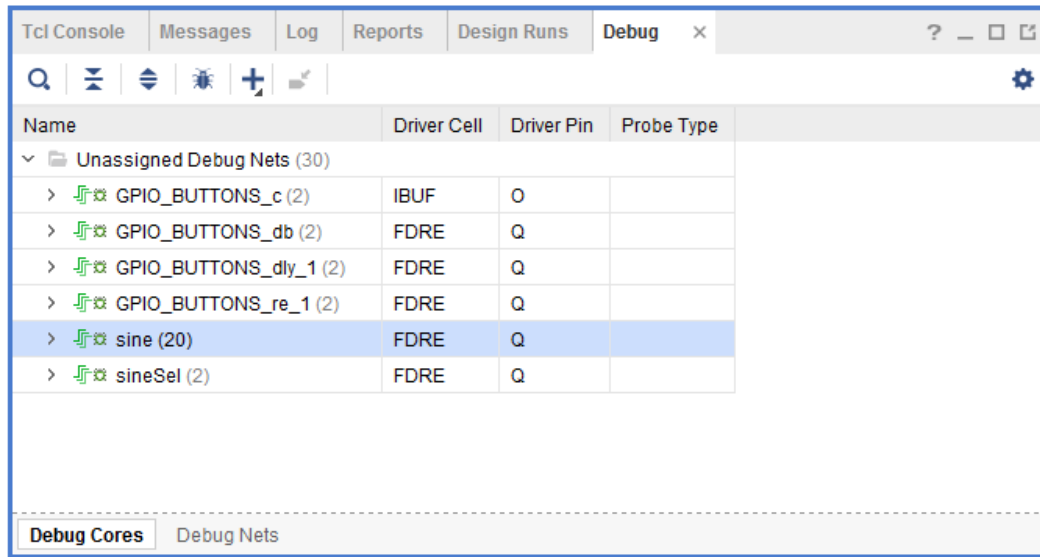 Tcl Console Messages Log Reports Design Runs Debug × ? _
Name Driver Cell Driver Pin Probe Type
Unassigned Debug Nets (30)
GPIO_BUTTONS_c (2) IBUF O
GPIO_BUTTONS_db (2) FDRE Q
GPIO_BUTTONS_dly_1 (2) FDRE Q
GPIO_BUTTONS_re_1 (2) FDRE Q
sine (20) FDRE Q
sineSel (2) FDRE Q
Debug Cores Debug Nets